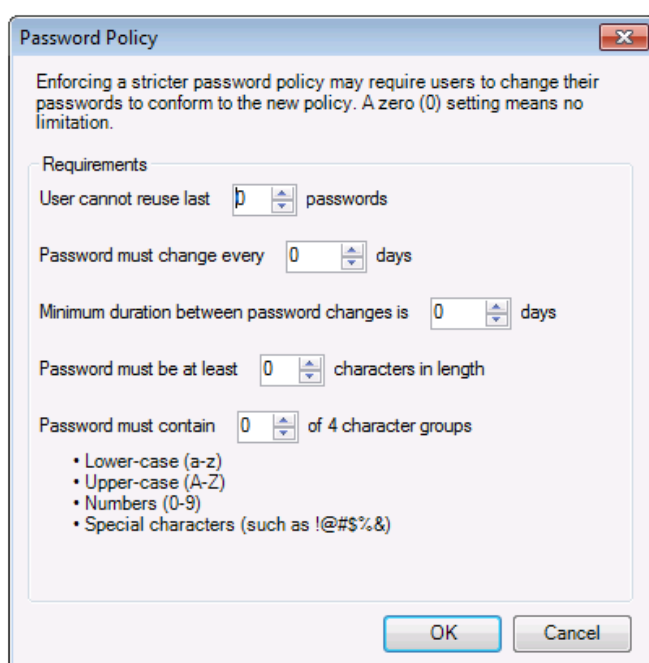 Password Policy
Enforcing a stricter password policy may require users to change their
passwords to conform to the new policy. A zero (0) setting means no
limitation.
Requirements
User cannot reuse last 0 passwords
Password must change every 0 days
Minimum duration between password changes is 0 days
Password must be at least 0 characters in length
Password must contain 0 of 4 character groups
• Lower-case (a-z)
• Upper-case (A-Z)
• Numbers (0-9)
• Special characters (such as !@#$%&)
OK Cancel